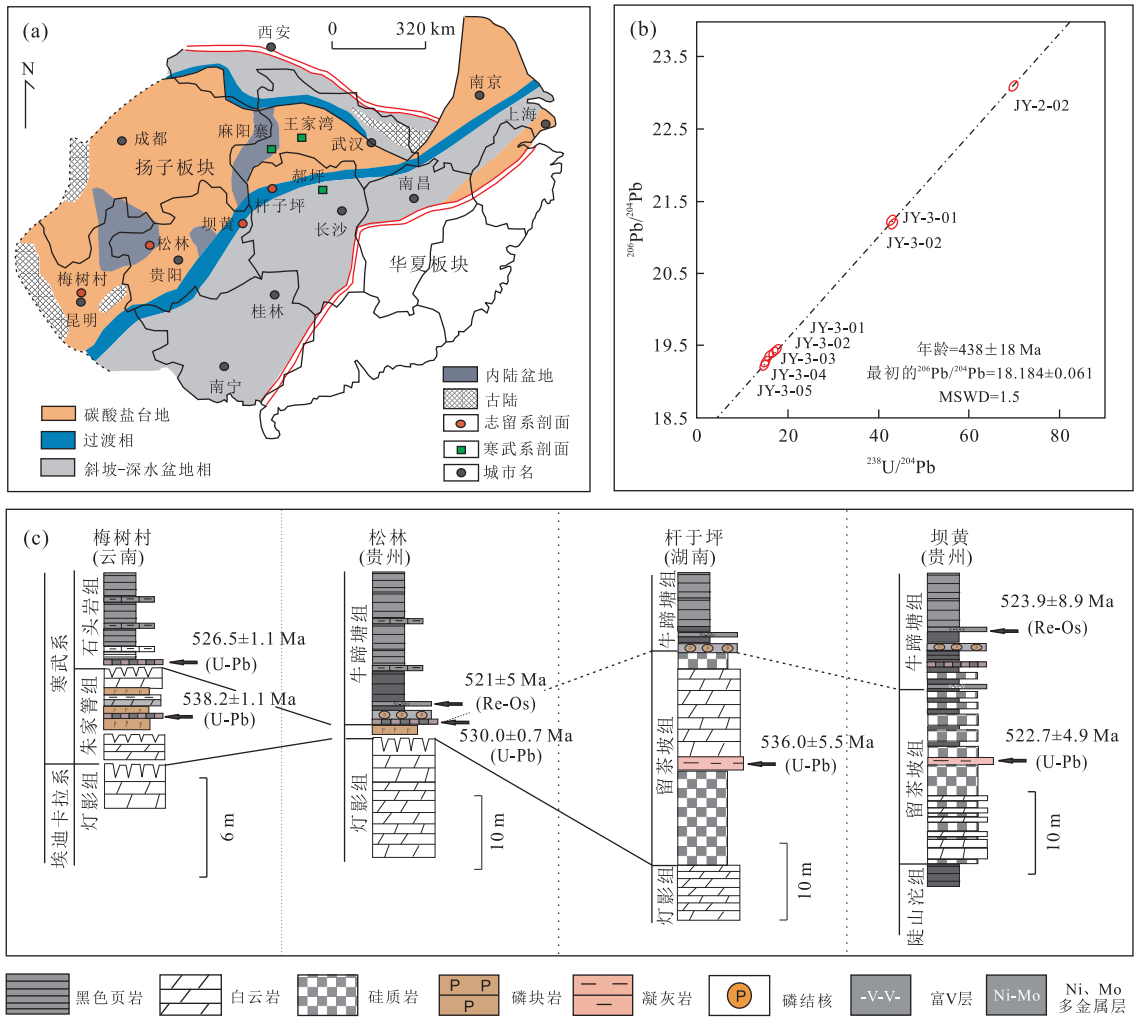 (a)
西安
0 320 km
N
南京
上海
成都
麻阳寨
王家湾
武汉
扬子板块
郝坪
南昌
杆子坪
坝黄
长沙
松林
贵阳
华夏板块
梅树村
昆明
桂林
南宁
碳酸盐台地
过渡相
斜坡-深水盆地相
内陆盆地
古陆
志留系剖面
寒武系剖面
城市名
(b)
23.5
22.5
21.5
20.5
19.5
18.5
²⁰⁶Pb/²⁰⁴Pb
JY-2-02
JY-3-01
JY-3-02
JY-3-01
JY-3-02
JY-3-03
JY-3-04
JY-3-05
年龄=438±18 Ma
最初的²⁰⁶Pb/²⁰⁴Pb=18.184±0.061
MSWD=1.5
0 20 40 60 80
²³⁸U/²⁰⁴Pb
(c)
梅树村
(云南)
寒武系
埃迪卡拉系
石头岩组
朱家箐组
灯影组
526.5±1.1 Ma
(U-Pb)
538.2±1.1 Ma
(U-Pb)
6 m
松林
(贵州)
牛蹄塘组
灯影组
521±5 Ma
(Re-Os)
530.0±0.7 Ma
(U-Pb)
10 m
杆于坪
(湖南)
牛蹄塘组
留茶坡组
灯影组
536.0±5.5 Ma
(U-Pb)
10 m
坝黄
(贵州)
牛蹄塘组
留茶坡组
陡山沱组
523.9±8.9 Ma
(Re-Os)
522.7±4.9 Ma
(U-Pb)
10 m
黑色页岩
白云岩
硅质岩
P P
P
磷块岩
凝灰岩
P
磷结核
-V-V-
富V层
Ni-Mo
Ni、Mo
多金属层